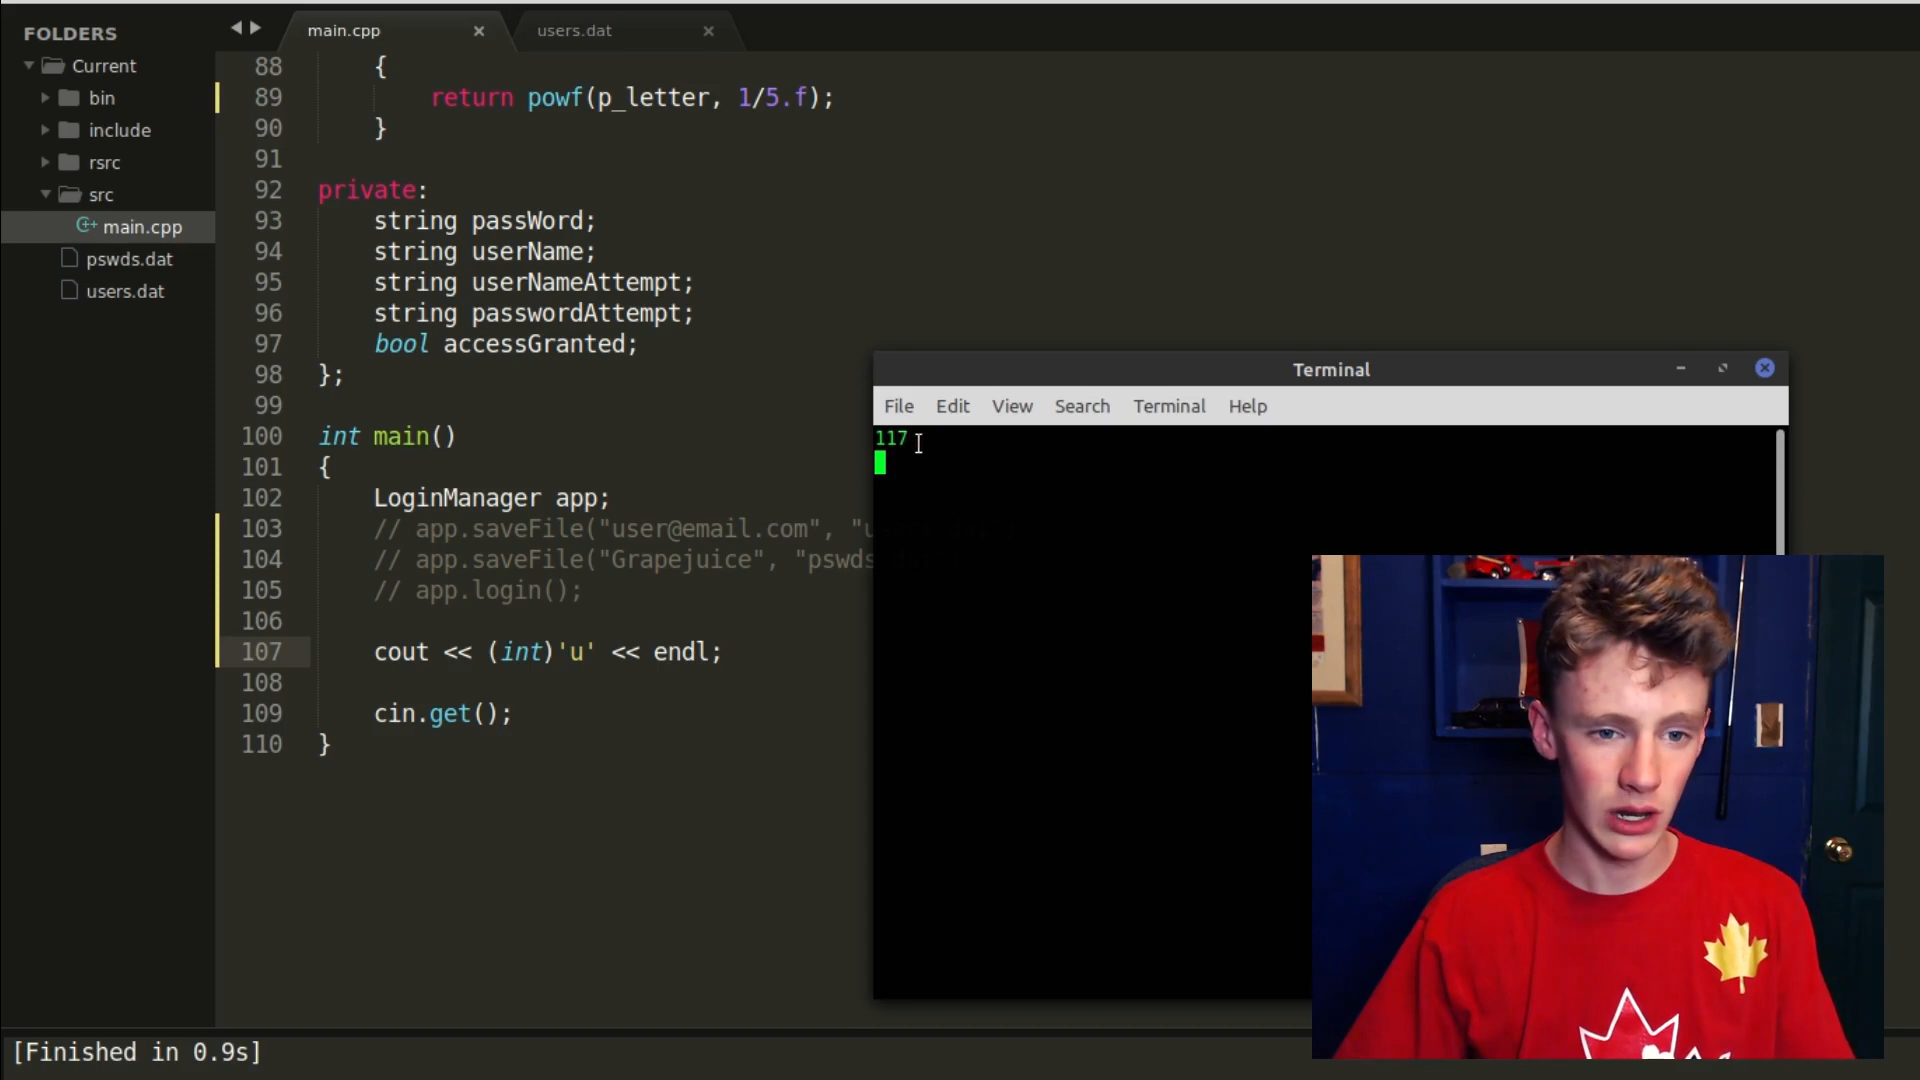 FOLDERS
Current
bin
include
rsrc
src
main.cpp
pswds.dat
users.dat
main.cpp ×
users.dat ×
88 {
89 return powf(p_letter, 1/5.f);
90 }
91
92 private:
93 string passWord;
94 string userName;
95 string userNameAttempt;
96 string passwordAttempt;
97 bool accessGranted;
98 };
99
100 int main()
101 {
102 LoginManager app;
103 // app.saveFile("user@email.com",
104 // app.saveFile("Grapejuice", "pswds
105 // app.login();
106
107 cout << (int)'u' << endl;
108
109 cin.get();
110 }
Terminal
File Edit View Search Terminal Help
117
[Finished in 0.9s]